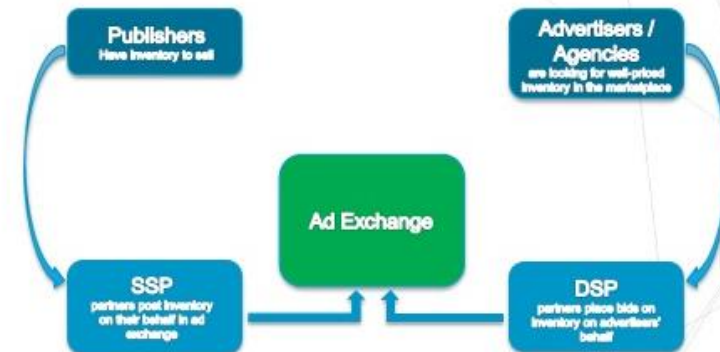 Publishers
Have inventory to sell
Advertisers /
Agencies
are looking for well-priced
inventory in the marketplace
Ad Exchange
SSP
partners post inventory
on their behalf in ad
exchange
DSP
partners place bids on
inventory on advertisers'
behalf